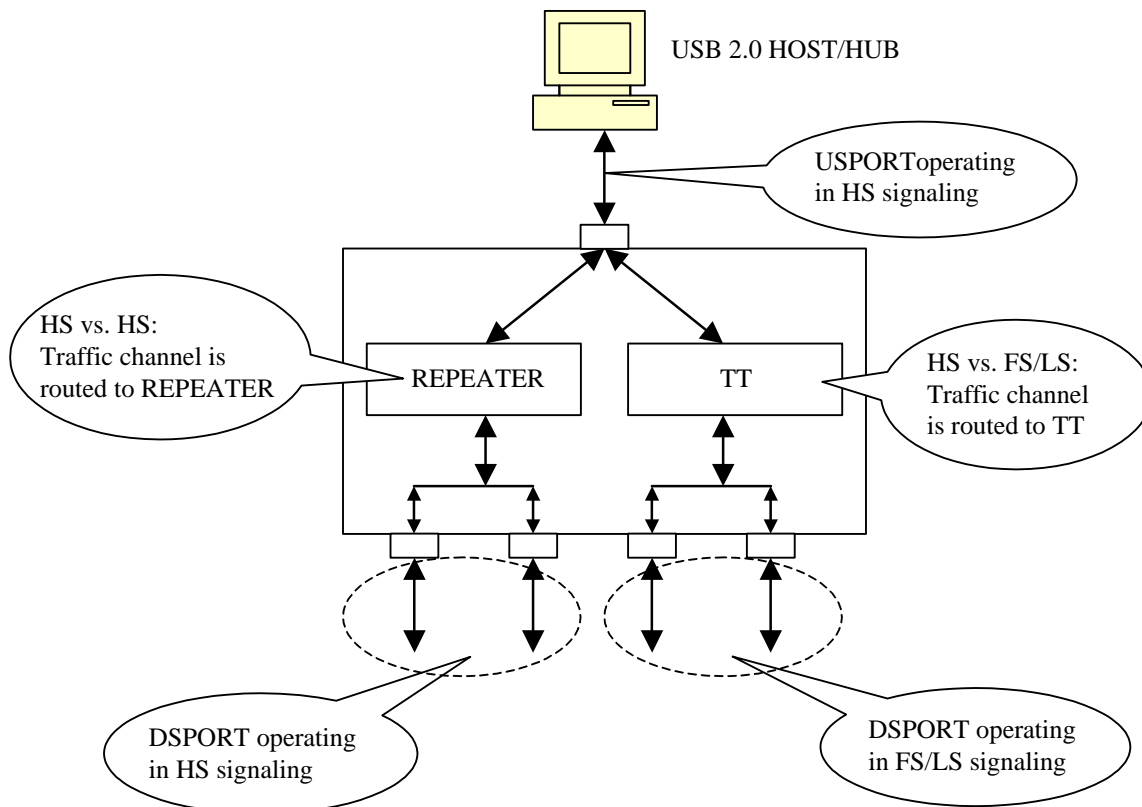 USB 2.0 HOST/HUB
USPORToperating
in HS signaling
HS vs. HS:
Traffic channel is
routed to REPEATER
REPEATER
TT
HS vs. FS/LS:
Traffic channel
is routed to TT
DSPORT operating
in HS signaling
DSPORT operating
in FS/LS signaling